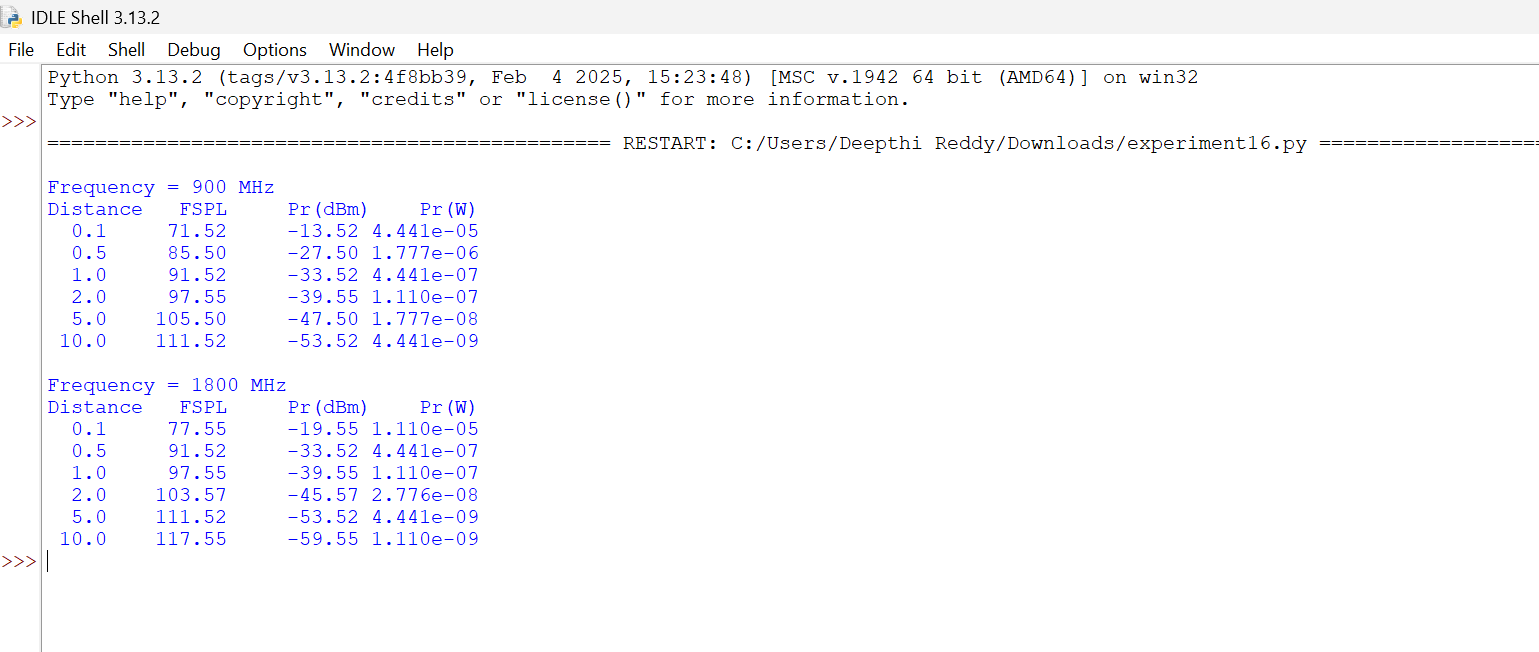 IDLE Shell 3.13.2
File Edit Shell Debug Options Window Help
Python 3.13.2 (tags/v3.13.2:4f8bb39, Feb  4 2025, 15:23:48) [MSC v.1942 64 bit (AMD64)] on win32
Type "help", "copyright", "credits" or "license()" for more information.
>>>
=============================================== RESTART: C:/Users/Deepthi Reddy/Downloads/experiment16.py ===================
Frequency = 900 MHz
Distance   FSPL     Pr(dBm)    Pr(W)
  0.1     71.52     -13.52 4.441e-05
  0.5     85.50     -27.50 1.777e-06
  1.0     91.52     -33.52 4.441e-07
  2.0     97.55     -39.55 1.110e-07
  5.0    105.50     -47.50 1.777e-08
 10.0    111.52     -53.52 4.441e-09
Frequency = 1800 MHz
Distance   FSPL     Pr(dBm)    Pr(W)
  0.1     77.55     -19.55 1.110e-05
  0.5     91.52     -33.52 4.441e-07
  1.0     97.55     -39.55 1.110e-07
  2.0    103.57     -45.57 2.776e-08
  5.0    111.52     -53.52 4.441e-09
 10.0    117.55     -59.55 1.110e-09
>>>